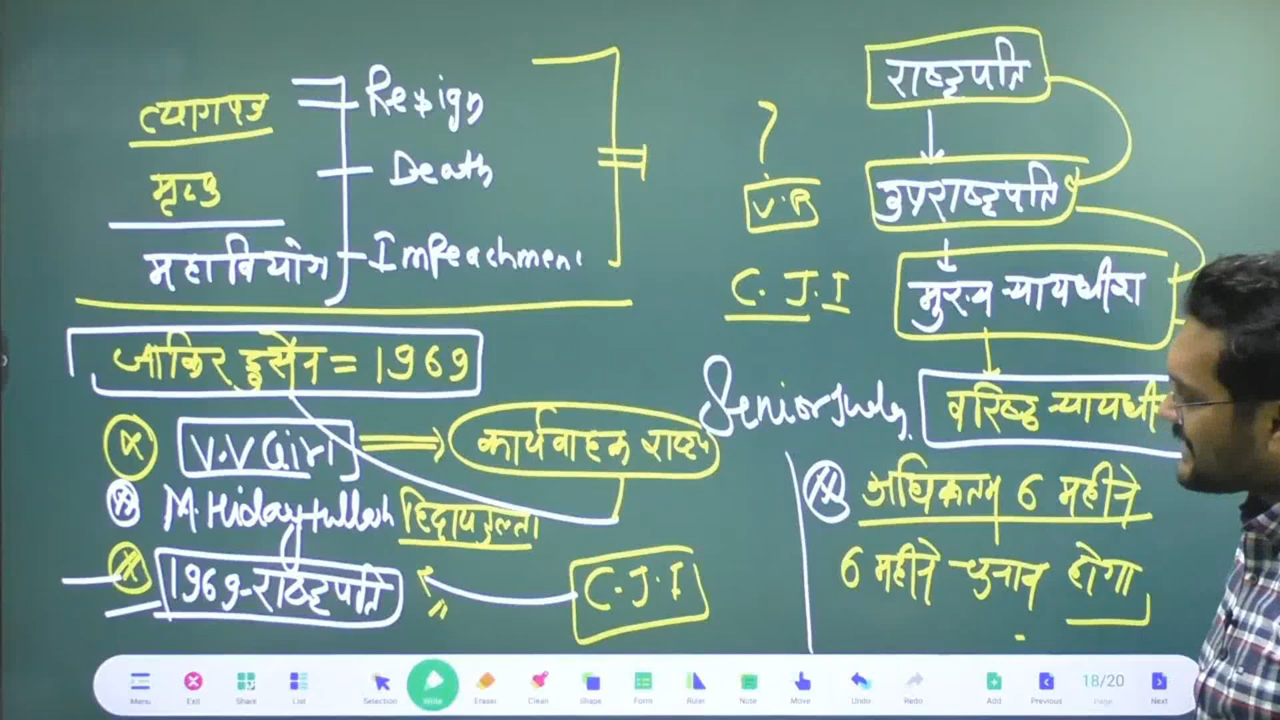 त्यागपत्र
Resign
मृत्यु
Death
महाभियोग
Impeachment
जाकिर हुसैन = 1969
V.V Giri
कार्यवाहक राष्ट्र
M. Hidaytullah हिदायतुल्ला
1969-राष्ट्रपति
C.J.I
राष्ट्रपति
?
V.P
उपराष्ट्रपति
C.J.I
मुख्य न्यायधीश
Senior Judge
वरिष्ठ न्यायधी
अधिकतम 6 महीने
6 महीने चुनाव होगा
Menu
Exit
Share
List
Selection
Write
Eraser
Clean
Shape
Form
Ruler
Note
Move
Undo
Redo
Add
Previous
18/20
Page
Next